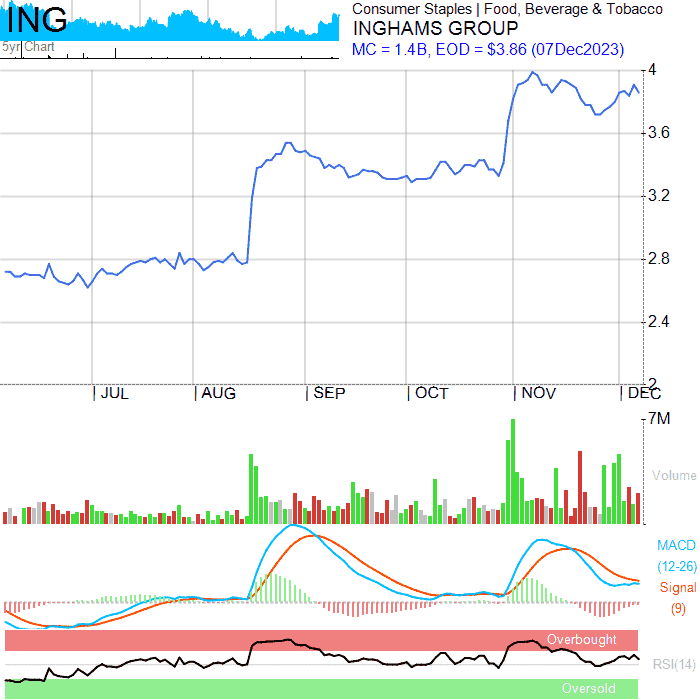 ING
5yr Chart
Consumer Staples | Food, Beverage & Tobacco
INGHAMS GROUP
MC = 1.4B, EOD = $3.86 (07Dec2023)
4
3.6
3.2
2.8
2.4
2
JUL AUG SEP OCT NOV DEC
7M
Volume
MACD
(12-26)
Signal
(9)
Overbought
RSI(14)
Oversold